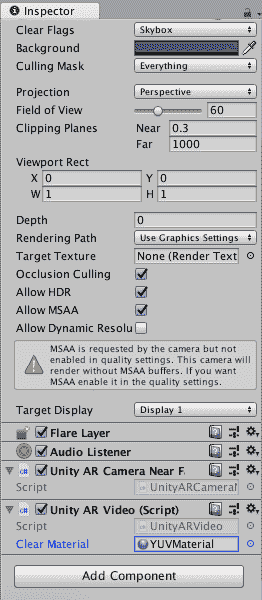 Inspector
Clear Flags Skybox
Background
Culling Mask Everything
Projection Perspective
Field of View 60
Clipping Planes Near 0.3
Far 1000
Viewport Rect
X 0 Y 0
W 1 H 1
Depth 0
Rendering Path Use Graphics Settings
Target Texture None (Render Text
Occlusion Culling
Allow HDR
Allow MSAA
Allow Dynamic Resolu
MSAA is requested by the camera but not
enabled in quality settings. This camera will
render without MSAA buffers. If you want
MSAA enable it in the quality settings.
Target Display Display 1
Flare Layer
Audio Listener
Unity AR Camera Near F
Script UnityARCameraN
Unity AR Video (Script)
Script UnityARVideo
Clear Material YUVMaterial
Add Component